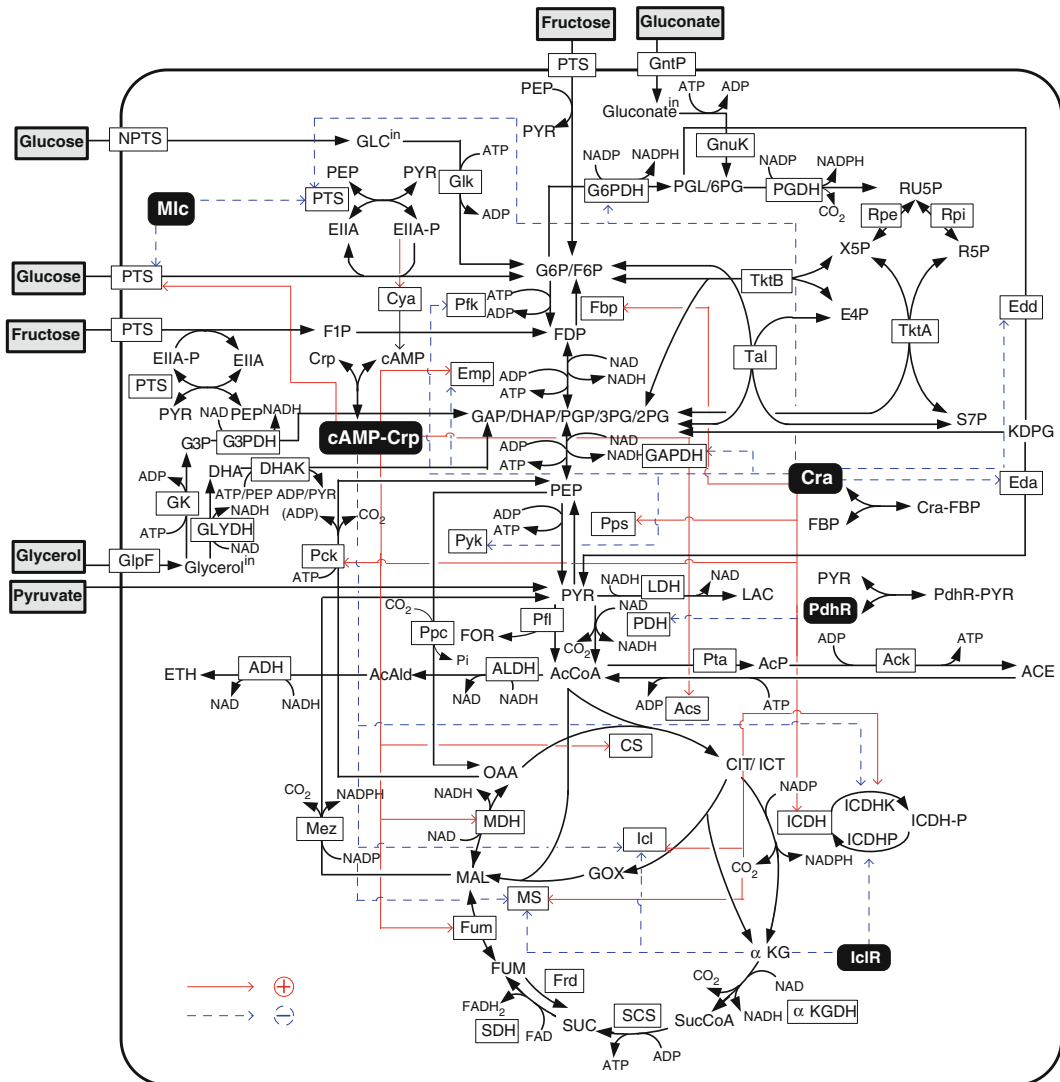 Fructose Gluconate
PTS GntP
PEP ATP ADP
Gluconate in
Glucose NPTS GLC in PYR
GnuK
PEP PYR ATP NADP NADPH NADP NADPH
Glk G6PDH PGL/6PG PGDH RU5P
Mlc PTS
ADP CO2 Rpe Rpi
EIIA EIIA-P
X5P R5P
Glucose PTS G6P/F6P TktB
Cya Pfk ATP ADP Fbp E4P Edd
Fructose PTS F1P FDP TktA
EIIA-P EIIA Crp cAMP NAD Tal
PTS Emp ADP NADH
ATP
PYR PEP
NAD NADH GAP/DHAP/PGP/3PG/2PG S7P
G3P G3PDH cAMP-Crp ADP NAD KDPG
ATP NADH GAPDH
DHA DHAK
ADP Cra Eda
GK ATP/PEP ADP/PYR PEP
NADH (ADP) CO2 FBP Cra-FBP
ATP GLYDH ADP Pps
NAD ATP Pyk
Glycerol GlpF Glycerol in Pck
ATP
Pyruvate PYR NADH LDH NAD PYR
LAC PdhR PdhR-PYR
CO2 Pfl NAD PDH
Ppc FOR CO2 NADH ADP ATP
Pi
ETH ADH AcAld ALDH AcCoA Pta AcP Ack ACE
NAD NADH NAD NADH ADP ATP
Acs
CS
OAA CIT/ ICT
NADH NADP ICDHK
CO2 NADPH
Mez MDH ICDH ICDH-P
NAD Icl ICDHP
NADP CO2 NADPH
MAL GOX
MS
Fum
α KG IclR
FUM Frd CO2 NAD
FADH2 NADH α KGDH
SDH SUC SCS SucCoA
FAD
ATP ADP
+
−